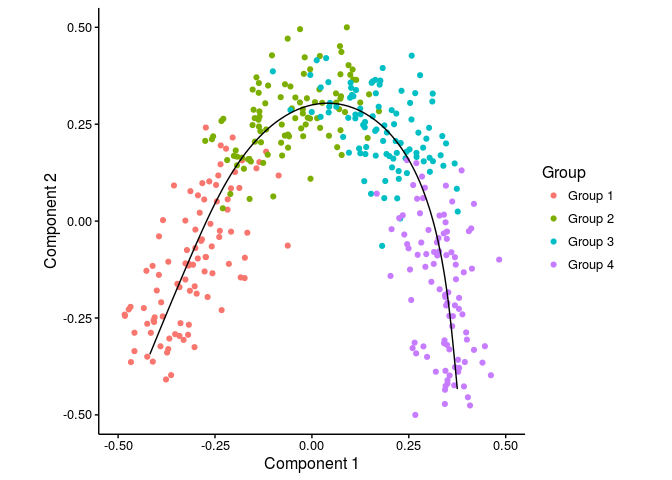 0.50
0.25
0.00
-0.25
-0.50
Component 2
-0.50 -0.25 0.00 0.25 0.50
Component 1
Group
Group 1
Group 2
Group 3
Group 4